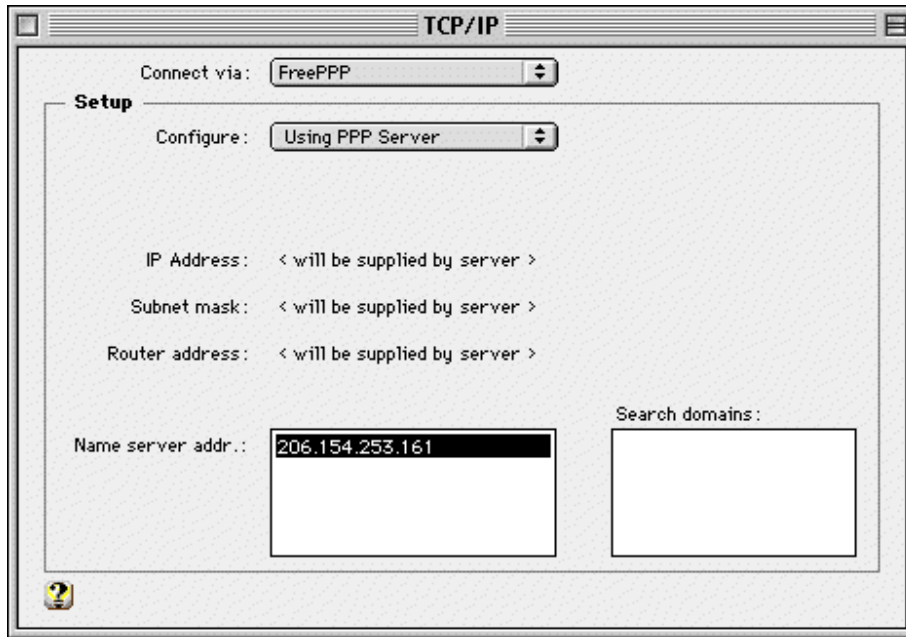 TCP/IP
Connect via: FreePPP
Setup
Configure: Using PPP Server
IP Address: < will be supplied by server >
Subnet mask: < will be supplied by server >
Router address: < will be supplied by server >
Search domains:
Name server addr.: 206.154.253.161
?